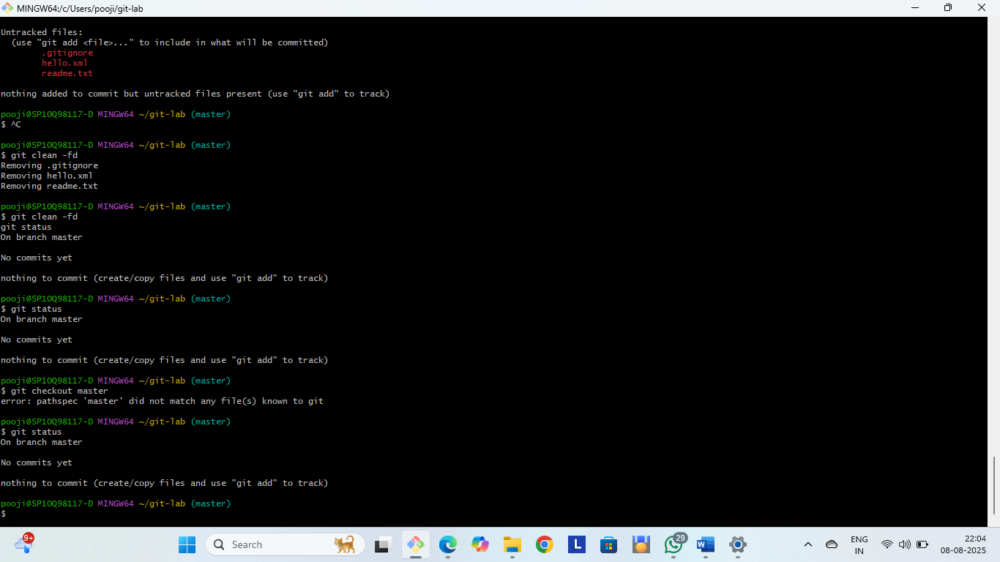 MINGW64:/c/Users/pooji/git-lab
Untracked files:
(use "git add <file>..." to include in what will be committed)
.gitignore
hello.xml
readme.txt
nothing added to commit but untracked files present (use "git add" to track)
pooji@SP10Q98117-D MINGW64 ~/git-lab (master)
$ ^C
pooji@SP10Q98117-D MINGW64 ~/git-lab (master)
$ git clean -fd
Removing .gitignore
Removing hello.xml
Removing readme.txt
pooji@SP10Q98117-D MINGW64 ~/git-lab (master)
$ git clean -fd
git status
On branch master
No commits yet
nothing to commit (create/copy files and use "git add" to track)
pooji@SP10Q98117-D MINGW64 ~/git-lab (master)
$ git status
On branch master
No commits yet
nothing to commit (create/copy files and use "git add" to track)
pooji@SP10Q98117-D MINGW64 ~/git-lab (master)
$ git checkout master
error: pathspec 'master' did not match any file(s) known to git
pooji@SP10Q98117-D MINGW64 ~/git-lab (master)
$ git status
On branch master
No commits yet
nothing to commit (create/copy files and use "git add" to track)
pooji@SP10Q98117-D MINGW64 ~/git-lab (master)
$
9+
Search
L
29
W
ENG
IN
22:04
08-08-2025